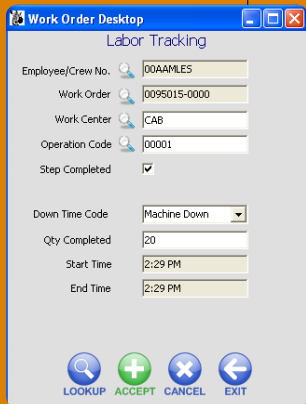 Work Order Desktop
Labor Tracking
Employee/Crew No. 00AAMLES
Work Order 0095015-0000
Work Center CAB
Operation Code 00001
Step Completed
Down Time Code Machine Down
Qty Completed 20
Start Time 2:29 PM
End Time 2:29 PM
LOOKUP ACCEPT CANCEL EXIT